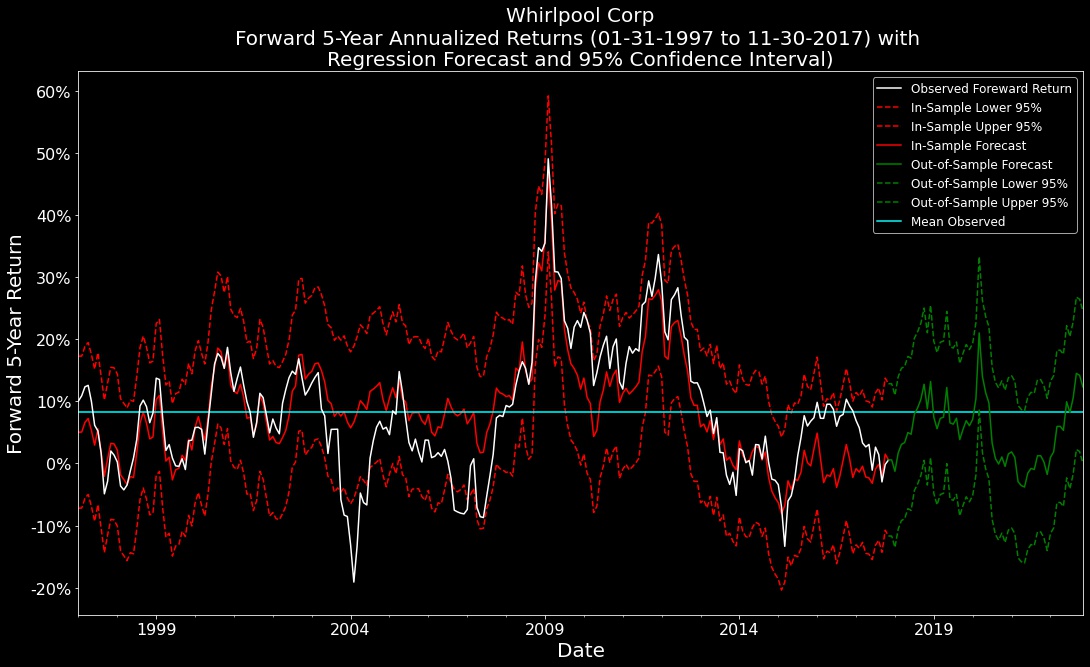 Whirlpool Corp
Forward 5-Year Annualized Returns (01-31-1997 to 11-30-2017) with
Regression Forecast and 95% Confidence Interval)
Observed Foreward Return
In-Sample Lower 95%
In-Sample Upper 95%
In-Sample Forecast
Out-of-Sample Forecast
Out-of-Sample Lower 95%
Out-of-Sample Upper 95%
Mean Observed
Forward 5-Year Return
60%
50%
40%
30%
20%
10%
0%
-10%
-20%
1999
2004
2009
2014
2019
Date